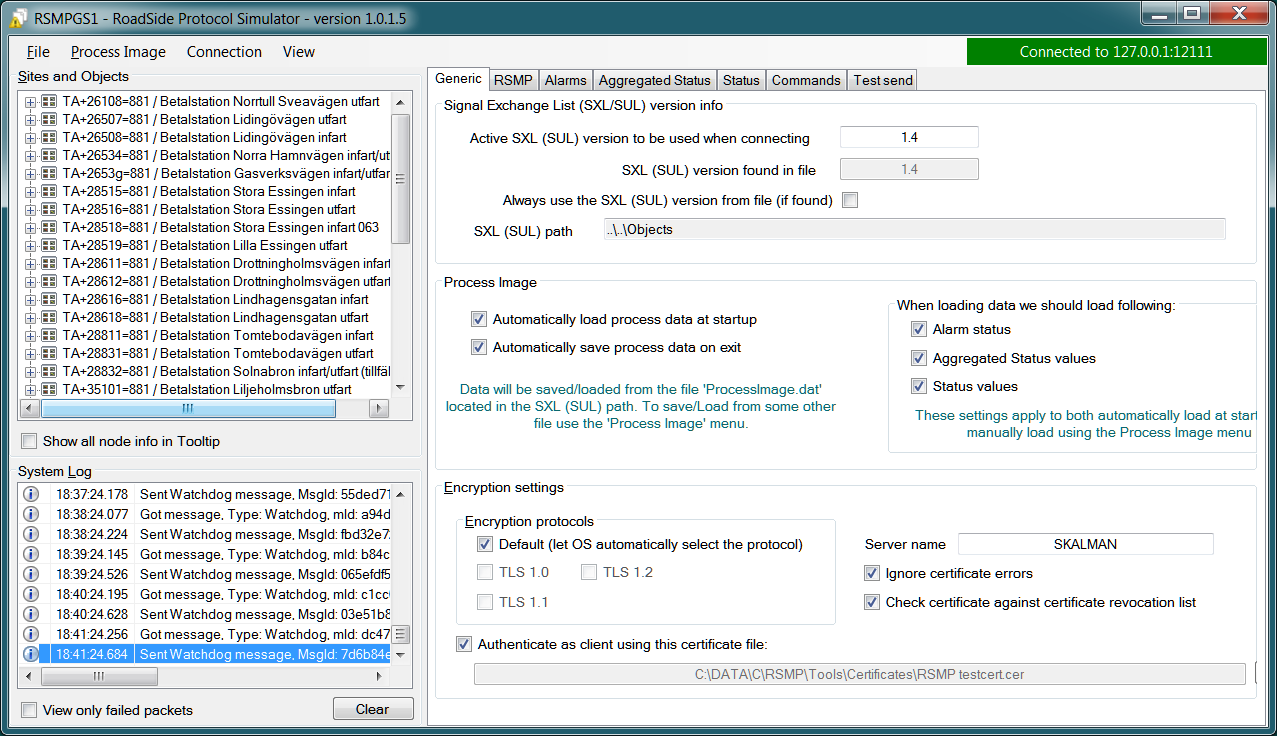 RSMPGS1 - RoadSide Protocol Simulator - version 1.0.1.5
File Process Image Connection View
Connected to 127.0.0.1:12111
Sites and Objects
TA+26108=881 / Betalstation Norrtull Sveavägen utfart
TA+26507=881 / Betalstation Lidingövägen utfart
TA+26508=881 / Betalstation Lidingövägen infart
TA+26534=881 / Betalstation Norra Hamnvägen infart/ut
TA+2653g=881 / Betalstation Gasverksvägen infart/utfar
TA+28515=881 / Betalstation Stora Essingen infart
TA+28516=881 / Betalstation Stora Essingen utfart
TA+28518=881 / Betalstation Stora Essingen infart 063
TA+28519=881 / Betalstation Lilla Essingen utfart
TA+28611=881 / Betalstation Drottningholmsvägen infart
TA+28612=881 / Betalstation Drottningholmsvägen utfart
TA+28616=881 / Betalstation Lindhagensgatan infart
TA+28618=881 / Betalstation Lindhagensgatan utfart
TA+28811=881 / Betalstation Tomtebodavägen infart
TA+28831=881 / Betalstation Tomtebodavägen utfart
TA+28832=881 / Betalstation Solnabron infart/utfart (tillfäl
TA+35101=881 / Betalstation Liljeholmsbron utfart
Show all node info in Tooltip
System Log
18:37:24.178 Sent Watchdog message, MsgId: 55ded71
18:38:24.077 Got message, Type: Watchdog, mId: a94d
18:38:24.224 Sent Watchdog message, MsgId: fbd32e7
18:39:24.145 Got message, Type: Watchdog, mId: b84c
18:39:24.526 Sent Watchdog message, MsgId: 065efdf5
18:40:24.195 Got message, Type: Watchdog, mId: c1cc
18:40:24.628 Sent Watchdog message, MsgId: 03e51b8
18:41:24.256 Got message, Type: Watchdog, mId: dc47
18:41:24.684 Sent Watchdog message, MsgId: 7d6b84e
View only failed packets
Clear
Generic RSMP Alarms Aggregated Status Status Commands Test send
Signal Exchange List (SXL/SUL) version info
Active SXL (SUL) version to be used when connecting 1.4
SXL (SUL) version found in file 1.4
Always use the SXL (SUL) version from file (if found)
SXL (SUL) path ..\..\Objects
Process Image
Automatically load process data at startup
Automatically save process data on exit
Data will be saved/loaded from the file 'ProcessImage.dat'
located in the SXL (SUL) path. To save/Load from some other
file use the 'Process Image' menu.
When loading data we should load following:
Alarm status
Aggregated Status values
Status values
These settings apply to both automatically load at start
manually load using the Process Image menu
Encryption settings
Encryption protocols
Default (let OS automatically select the protocol)
TLS 1.0 TLS 1.2
TLS 1.1
Server name SKALMAN
Ignore certificate errors
Check certificate against certificate revocation list
Authenticate as client using this certificate file:
C:\DATA\C\RSMP\Tools\Certificates\RSMP testcert.cer